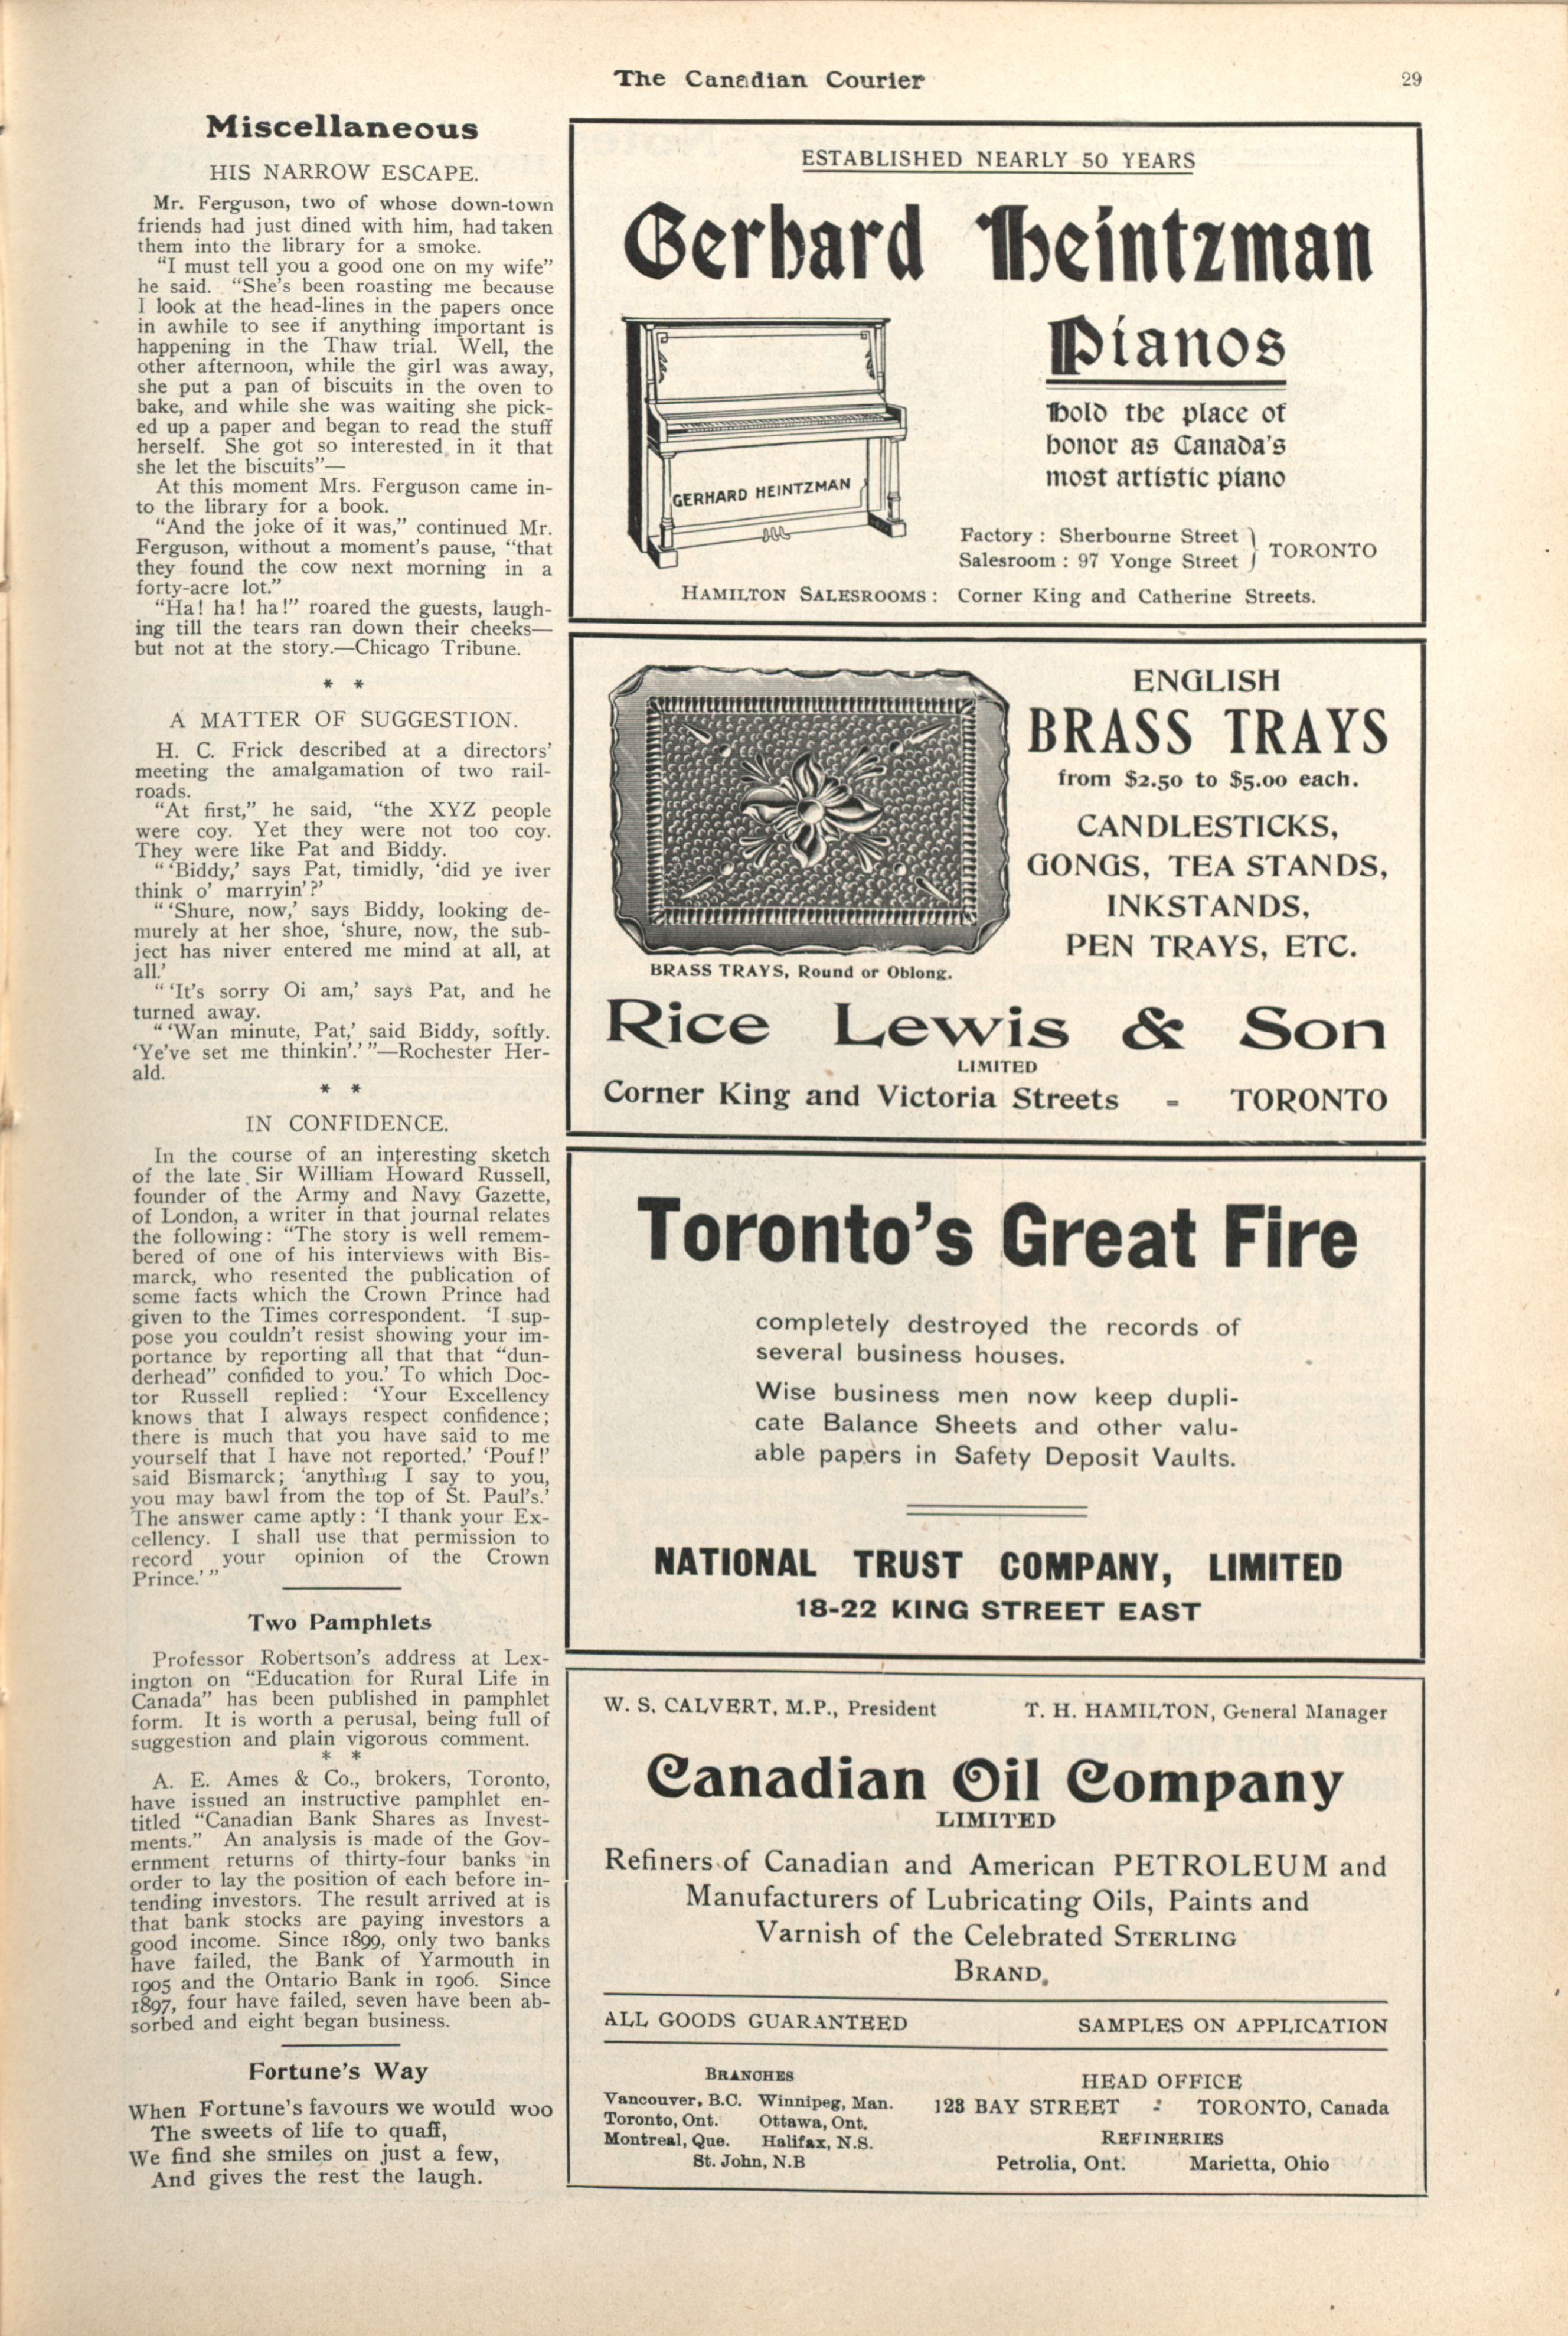 The Canadian Courier
29
Miscellaneous
HIS NARROW ESCAPE.
Mr. Ferguson, two of whose down-town
friends had just dined with him, had taken
them into the library for a smoke.
"I must tell you a good one on my wife"
he said. "She's been roasting me because
I look at the head-lines in the papers once
in awhile to see if anything important is
happening in the Thaw trial. Well, the
other afternoon, while the girl was away,
she put a pan of biscuits in the oven to
bake, and while she was waiting she pick-
ed up a paper and began to read the stuff
herself. She got so interested in it that
she let the biscuits"—
At this moment Mrs. Ferguson came in-
to the library for a book.
"And the joke of it was," continued Mr.
Ferguson, without a moment's pause, "that
they found the cow next morning in a
forty-acre lot."
"Ha! ha! ha!" roared the guests, laugh-
ing till the tears ran down their cheeks—
but not at the story.—Chicago Tribune.
* *
A MATTER OF SUGGESTION.
H. C. Frick described at a directors'
meeting the amalgamation of two rail-
roads.
"At first," he said, "the XYZ people
were coy. Yet they were not too coy.
They were like Pat and Biddy.
"'Biddy,' says Pat, timidly, 'did ye iver
think o' marryin'?'
"'Shure, now,' says Biddy, looking de-
murely at her shoe, 'shure, now, the sub-
ject has niver entered me mind at all, at
all.'
"'It's sorry Oi am,' says Pat, and he
turned away.
"'Wan minute, Pat,' said Biddy, softly.
'Ye've set me thinkin'.'"—Rochester Her-
ald.
* *
IN CONFIDENCE.
In the course of an interesting sketch
of the late Sir William Howard Russell,
founder of the Army and Navy Gazette,
of London, a writer in that journal relates
the following: "The story is well remem-
bered of one of his interviews with Bis-
marck, who resented the publication of
some facts which the Crown Prince had
given to the Times correspondent. 'I sup-
pose you couldn't resist showing your im-
portance by reporting all that that "dun-
derhead" confided to you.' To which Doc-
tor Russell replied: 'Your Excellency
knows that I always respect confidence;
there is much that you have said to me
yourself that I have not reported.' 'Pouf!'
said Bismarck; 'anything I say to you,
you may bawl from the top of St. Paul's.'
The answer came aptly: 'I thank your Ex-
cellency. I shall use that permission to
record your opinion of the Crown
Prince.'"
Two Pamphlets
Professor Robertson's address at Lex-
ington on "Education for Rural Life in
Canada" has been published in pamphlet
form. It is worth a perusal, being full of
suggestion and plain vigorous comment.
* *
A. E. Ames & Co., brokers, Toronto,
have issued an instructive pamphlet en-
titled "Canadian Bank Shares as Invest-
ments." An analysis is made of the Gov-
ernment returns of thirty-four banks in
order to lay the position of each before in-
tending investors. The result arrived at is
that bank stocks are paying investors a
good income. Since 1899, only two banks
have failed, the Bank of Yarmouth in
1905 and the Ontario Bank in 1906. Since
1897, four have failed, seven have been ab-
sorbed and eight began business.
Fortune's Way
When Fortune's favours we would woo
The sweets of life to quaff,
We find she smiles on just a few,
And gives the rest the laugh.
ESTABLISHED NEARLY 50 YEARS
Gerhard Heintzman
Pianos
Hold the place of
honor as Canada's
most artistic piano
GERHARD HEINTZMAN
Factory: Sherbourne Street
Salesroom: 97 Yonge Street } TORONTO
HAMILTON SALESROOMS: Corner King and Catherine Streets.
ENGLISH
BRASS TRAYS
from $2.50 to $5.00 each.
CANDLESTICKS,
GONGS, TEA STANDS,
INKSTANDS,
PEN TRAYS, ETC.
BRASS TRAYS, Round or Oblong.
Rice Lewis & Son
LIMITED
Corner King and Victoria Streets - TORONTO
Toronto's Great Fire
completely destroyed the records of
several business houses.
Wise business men now keep dupli-
cate Balance Sheets and other valu-
able papers in Safety Deposit Vaults.
NATIONAL TRUST COMPANY, LIMITED
18-22 KING STREET EAST
W. S. CALVERT, M.P., President T. H. HAMILTON, General Manager
Canadian Oil Company
LIMITED
Refiners of Canadian and American PETROLEUM and
Manufacturers of Lubricating Oils, Paints and
Varnish of the Celebrated STERLING
BRAND.
ALL GOODS GUARANTEED SAMPLES ON APPLICATION
BRANCHES
Vancouver, B.C. Winnipeg, Man.
Toronto, Ont. Ottawa, Ont.
Montreal, Que. Halifax, N.S.
St. John, N.B
HEAD OFFICE
128 BAY STREET - TORONTO, Canada
REFINERIES
Petrolia, Ont. Marietta, Ohio